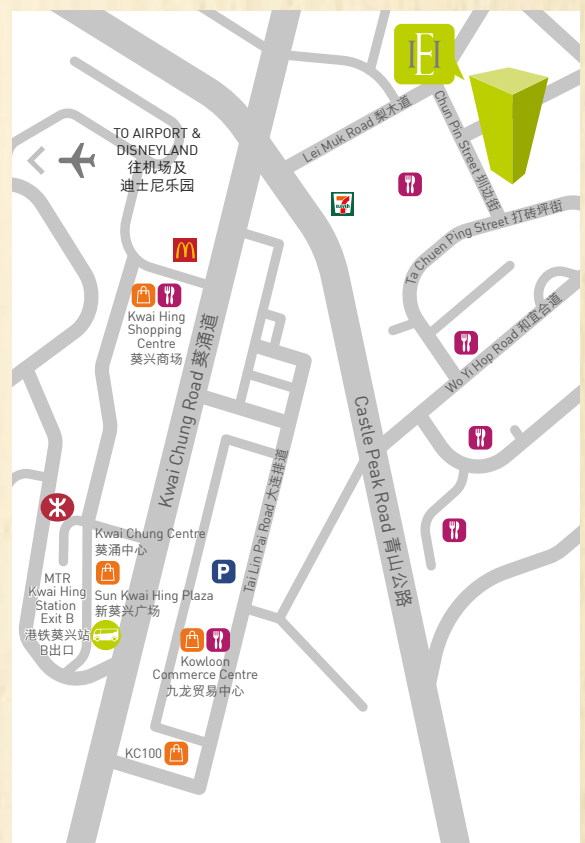 IEI
Lei Muk Road 梨木道
Chun Pin Street 圳边街
TO AIRPORT &
DISNEYLAND
往机场及
迪士尼乐园
7
ELEVEn
Ta Chuen Ping Street 打砖坪街
Kwai Hing
Shopping
Centre
葵兴商场
Kwai Chung Road 葵涌道
Wo Yi Hop Road 和宜合道
Castle Peak Road 青山公路
Tai Lin Pai Road 大连排道
Kwai Chung Centre
葵涌中心
P
MTR
Kwai Hing
Station
Exit B
港铁葵兴站
B出口
Sun Kwai Hing Plaza
新葵兴广场
Kowloon
Commerce Centre
九龙贸易中心
KC100